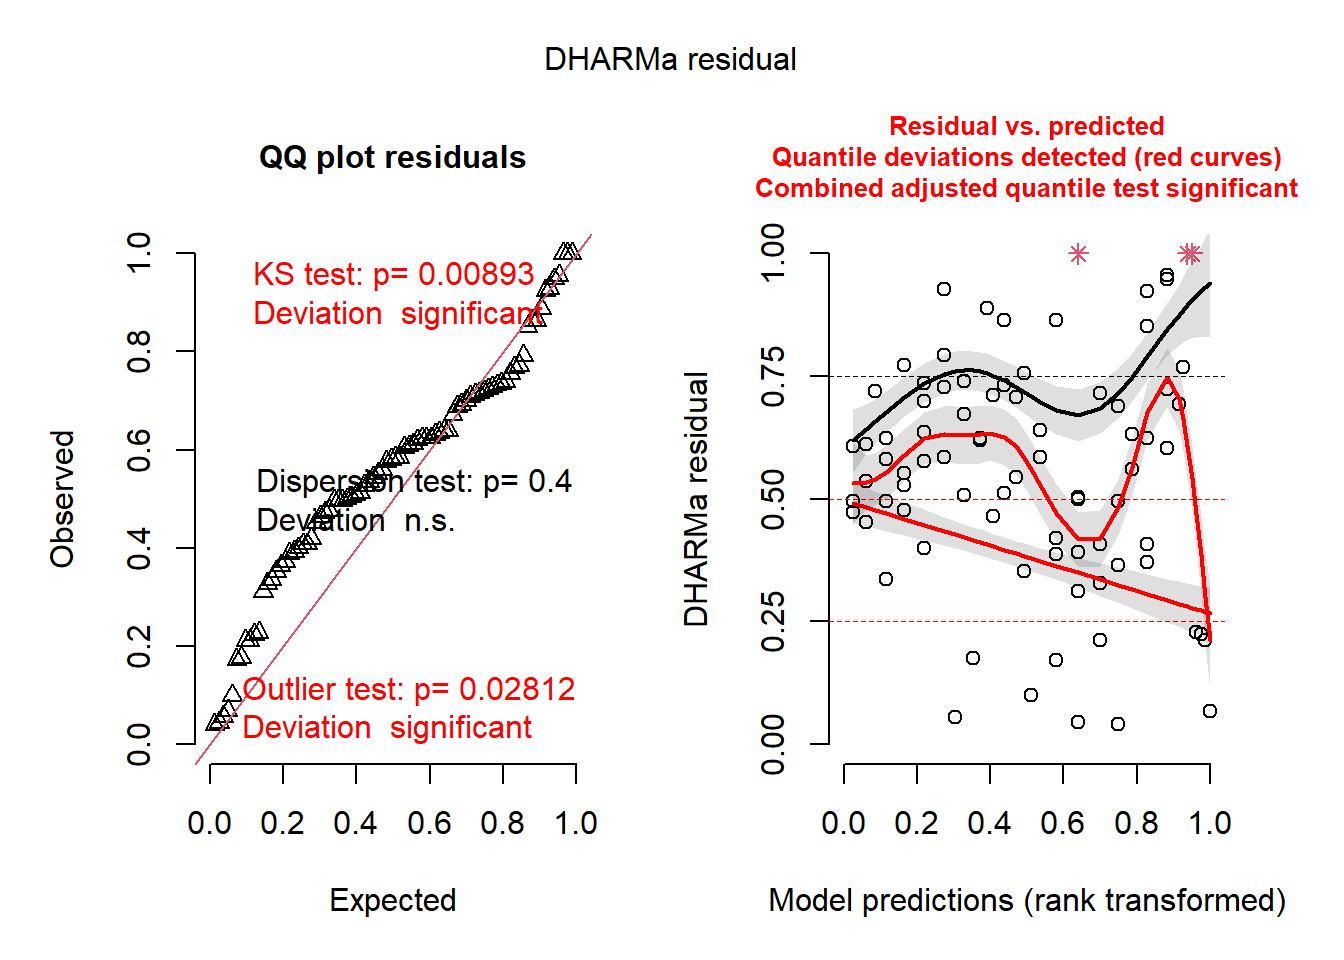 DHARMa residual
QQ plot residuals
KS test: p= 0.00893
Deviation  significant
Dispersion test: p= 0.4
Deviation  n.s.
Outlier test: p= 0.02812
Deviation  significant
Observed
0.0 0.2 0.4 0.6 0.8 1.0
0.0 0.2 0.4 0.6 0.8 1.0
Expected
Residual vs. predicted
Quantile deviations detected (red curves)
Combined adjusted quantile test significant
DHARMa residual
0.00 0.25 0.50 0.75 1.00
0.0 0.2 0.4 0.6 0.8 1.0
Model predictions (rank transformed)